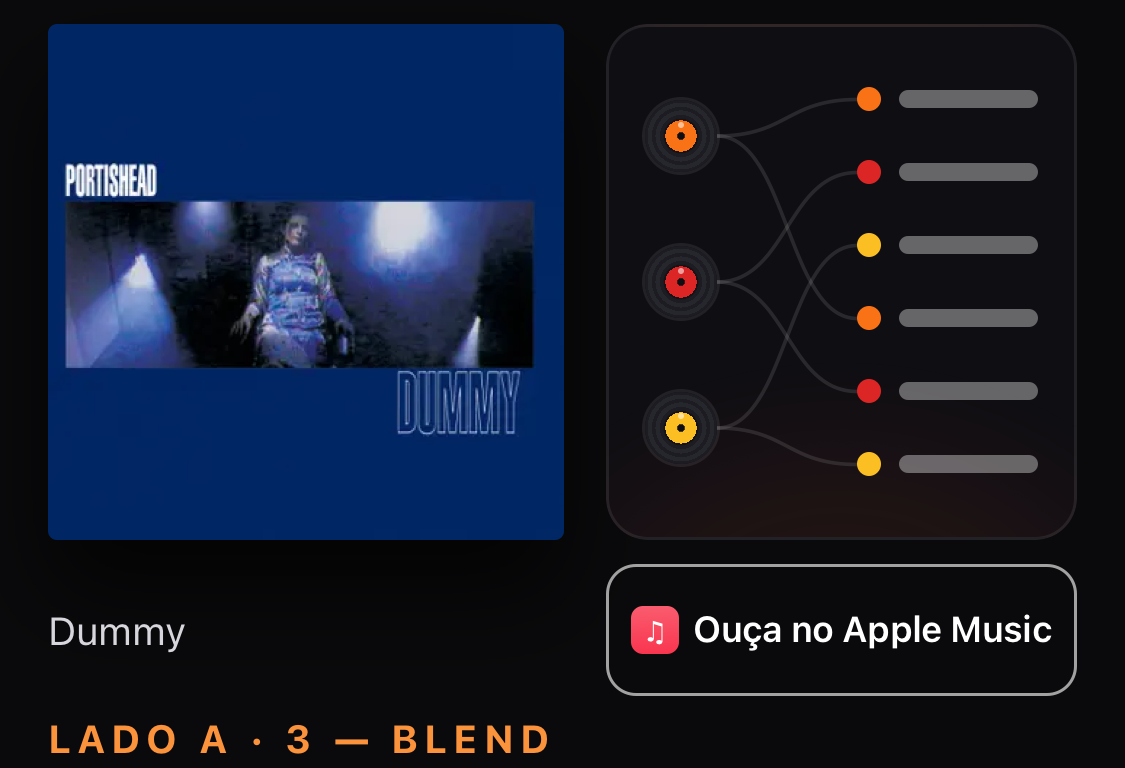 PORTISHEAD
DUMMY
Dummy
Ouça no Apple Music
LADO A · 3 — BLEND